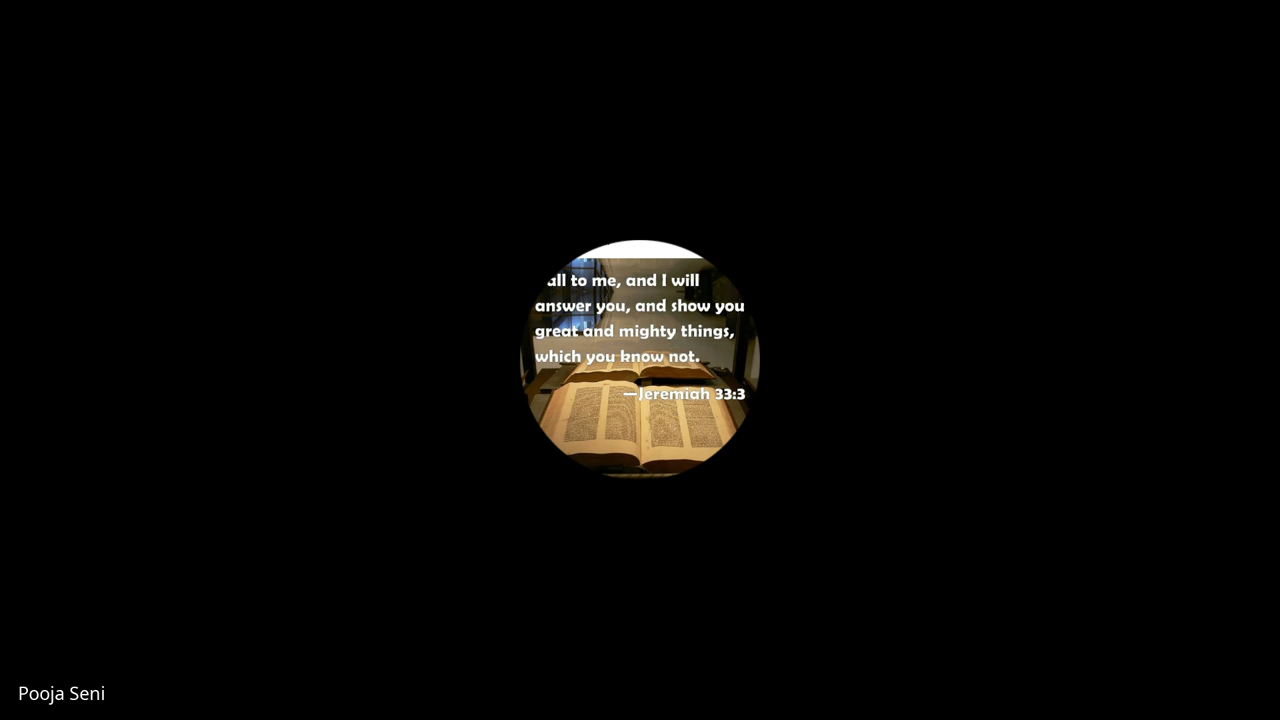 all to me, and I will
answer you, and show you
great and mighty things,
which you know not.
—Jeremiah 33:3
Pooja Seni